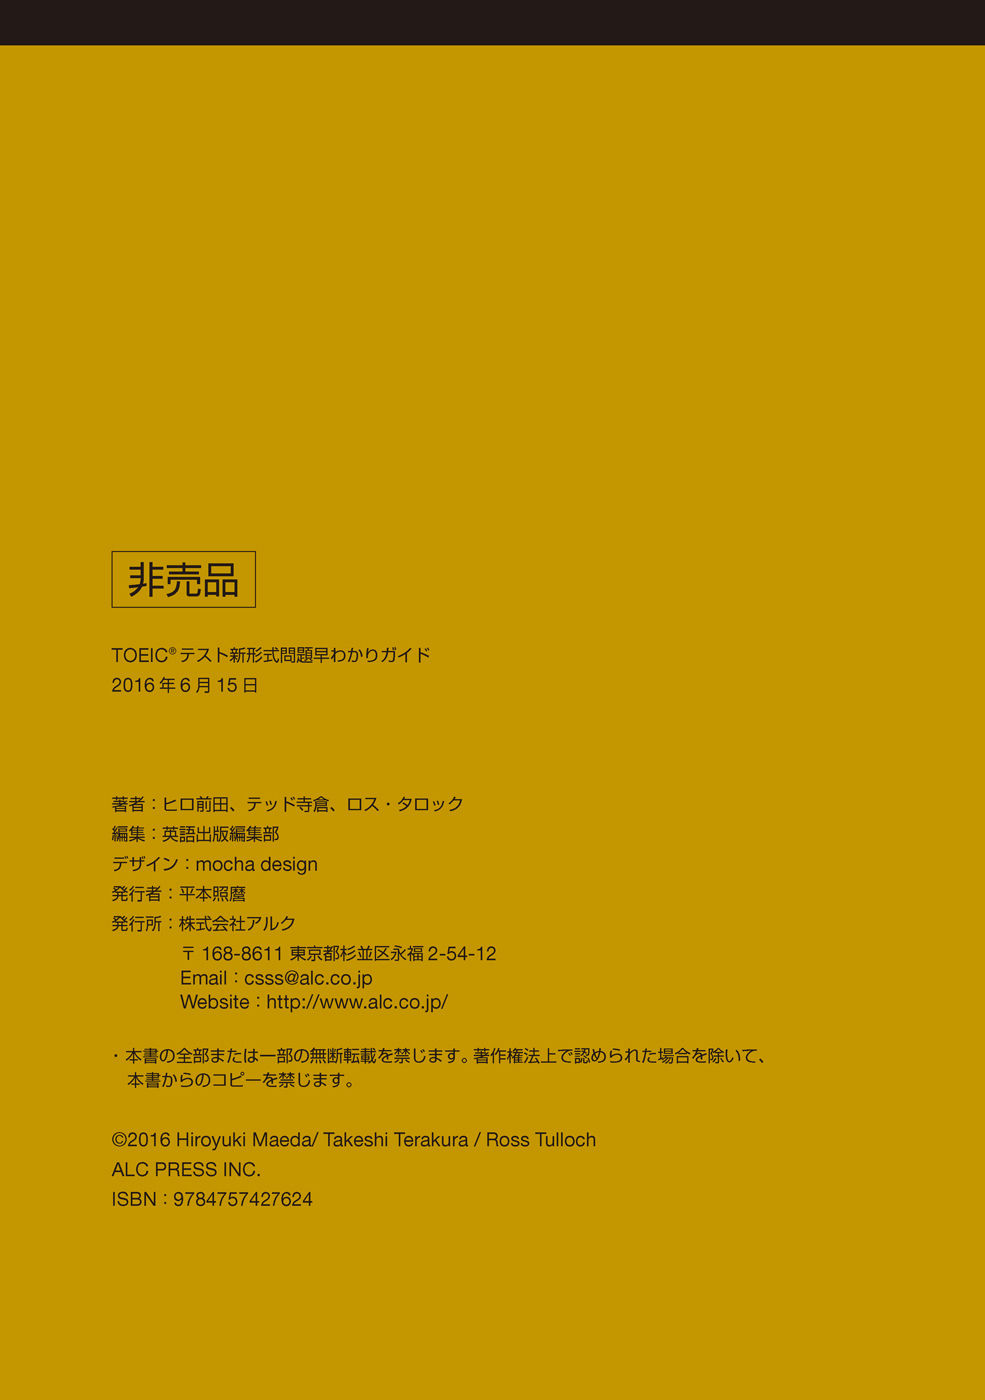 非売品
TOEIC®テスト新形式問題早わかりガイド
2016年6月15日
著者：ヒロ前田、テッド寺倉、ロス・タロック
編集：英語出版編集部
デザイン：mocha design
発行者：平本照麿
発行所：株式会社アルク
〒168-8611 東京都杉並区永福2-54-12
Email：csss@alc.co.jp
Website：http://www.alc.co.jp/
・本書の全部または一部の無断転載を禁じます。著作権法上で認められた場合を除いて、
本書からのコピーを禁じます。
©2016 Hiroyuki Maeda/ Takeshi Terakura / Ross Tulloch
ALC PRESS INC.
ISBN：9784757427624